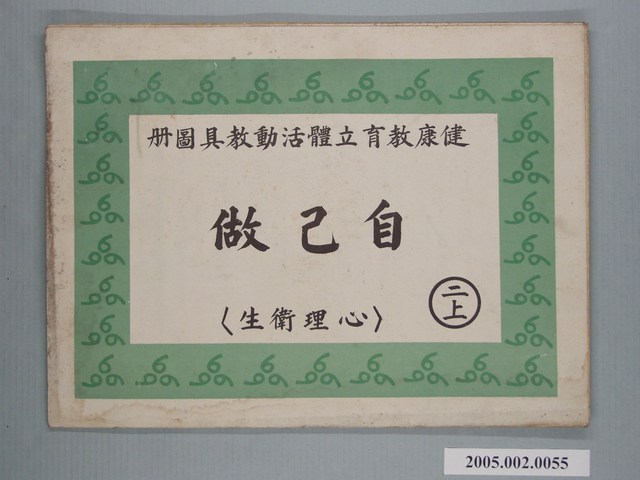 健康教育立體活動教具圖册
自己做
二上
〈心理衛生〉
2005.002.0055